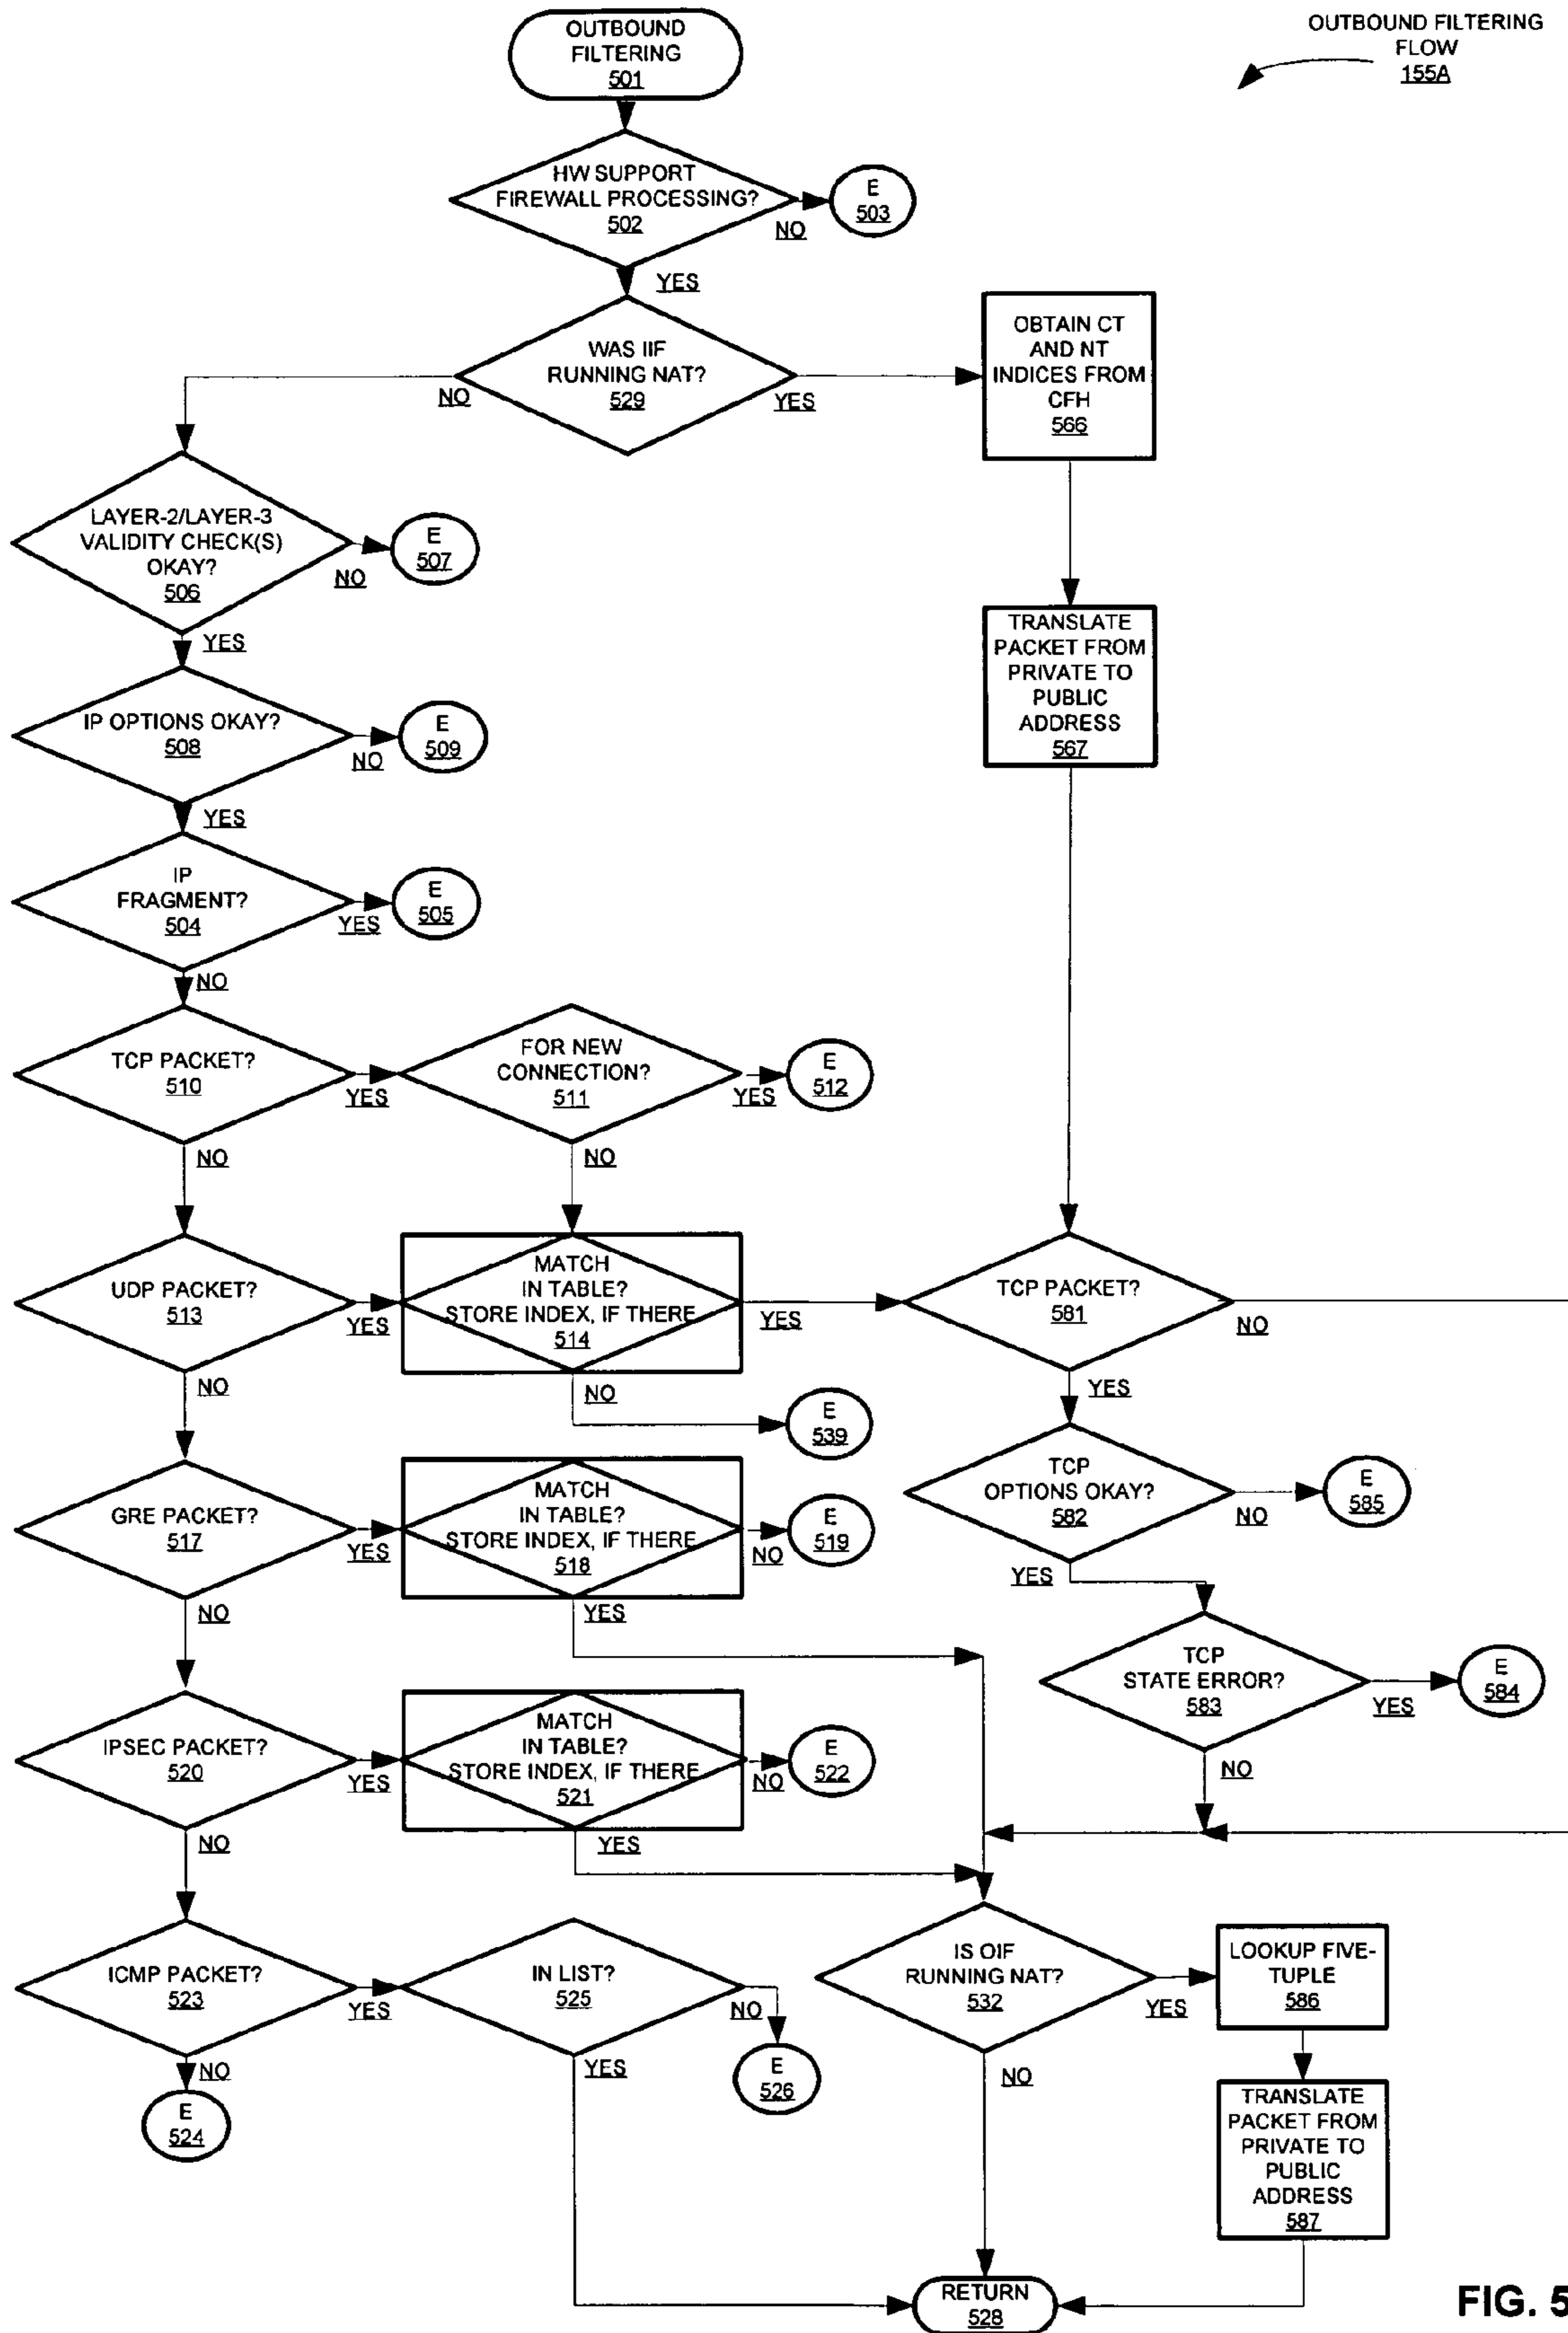 OUTBOUND
FILTERING
501
OUTBOUND FILTERING
FLOW
155A
HW SUPPORT
FIREWALL PROCESSING?
502
NO
E
503
YES
WAS IIF
RUNNING NAT?
529
NO
YES
OBTAIN CT
AND NT
INDICES FROM
CFH
566
LAYER-2/LAYER-3
VALIDITY CHECK(S)
OKAY?
506
NO
E
507
YES
TRANSLATE
PACKET FROM
PRIVATE TO
PUBLIC
ADDRESS
567
IP OPTIONS OKAY?
508
NO
E
509
YES
IP
FRAGMENT?
504
YES
E
505
NO
TCP PACKET?
510
YES
FOR NEW
CONNECTION?
511
YES
E
512
NO
NO
UDP PACKET?
513
YES
MATCH
IN TABLE?
STORE INDEX, IF THERE
514
YES
TCP PACKET?
581
NO
NO
NO
E
539
YES
TCP
OPTIONS OKAY?
582
NO
E
585
YES
GRE PACKET?
517
YES
MATCH
IN TABLE?
STORE INDEX, IF THERE
518
NO
E
519
NO
YES
TCP
STATE ERROR?
583
YES
E
584
NO
IPSEC PACKET?
520
YES
MATCH
IN TABLE?
STORE INDEX, IF THERE
521
NO
E
522
NO
YES
ICMP PACKET?
523
YES
IN LIST?
525
NO
E
526
NO
E
524
YES
IS OIF
RUNNING NAT?
532
YES
LOOKUP FIVE-
TUPLE
586
NO
TRANSLATE
PACKET FROM
PRIVATE TO
PUBLIC
ADDRESS
587
RETURN
528
FIG. 5